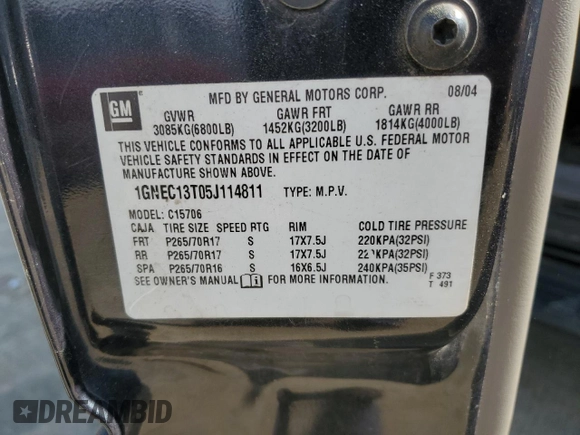 GM
MFD BY GENERAL MOTORS CORP. 08/04
GVWR GAWR FRT GAWR RR
3085KG(6800LB) 1452KG(3200LB) 1814KG(4000LB)
THIS VEHICLE CONFORMS TO ALL APPLICABLE U.S. FEDERAL MOTOR
VEHICLE SAFETY STANDARDS IN EFFECT ON THE DATE OF
MANUFACTURE SHOWN ABOVE.
1GNEC13T05J114811 TYPE: M.P.V.
MODEL: C15706
CAJA TIRE SIZE SPEED RTG RIM COLD TIRE PRESSURE
FRT P265/70R17 S 17X7.5J 220KPA(32PSI)
RR P265/70R17 S 17X7.5J KPA(32PSI)
SPA P265/70R16 S 16X6.5J 240KPA(35PSI)
SEE OWNER'S MANUAL FOR MORE INFORMATION.
F 373
T 491
DREAMBID